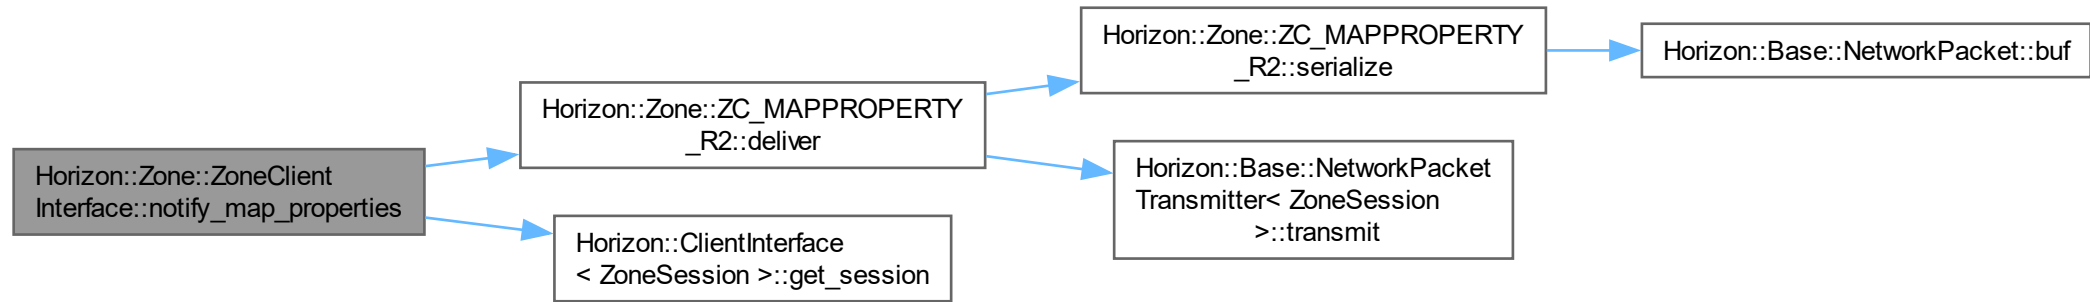 Horizon::Zone::ZoneClient
Interface::notify_map_properties
Horizon::Zone::ZC_MAPPROPERTY
_R2::deliver
Horizon::Zone::ZC_MAPPROPERTY
_R2::serialize
Horizon::Base::NetworkPacket::buf
Horizon::Base::NetworkPacket
Transmitter< ZoneSession
>::transmit
Horizon::ClientInterface
< ZoneSession >::get_session